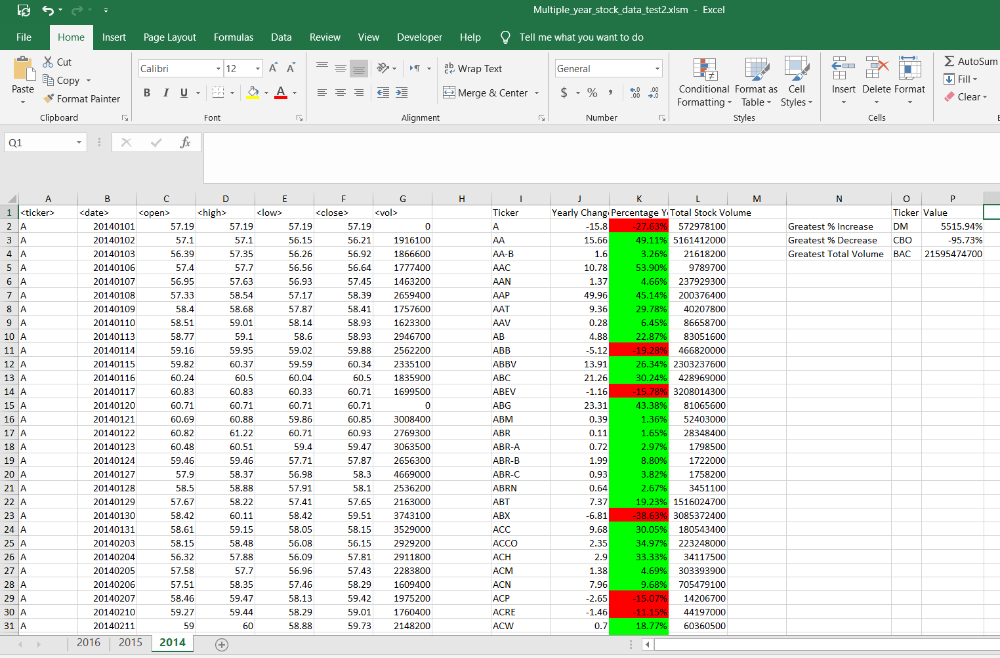 Multiple_year_stock_data_test2.xlsm - Excel
File Home Insert Page Layout Formulas Data Review View Developer Help Tell me what you want to do
Cut
Copy
Format Painter
Paste
Clipboard
Calibri 12
B I U A
Font
Wrap Text
Merge & Center
Alignment
General
$ % ,
Number
Conditional Formatting
Format as Table
Cell Styles
Styles
Insert Delete Format
Cells
AutoSum
Fill
Clear
Q1 fx
A B C D E F G H I J K L M N O P
1 <ticker> <date> <open> <high> <low> <close> <vol> Ticker Yearly Chang Percentage Y Total Stock Volume Ticker Value
2 A 20140101 57.19 57.19 57.19 57.19 0 A -15.8 -27.63% 572978100 Greatest % Increase DM 5515.94%
3 A 20140102 57.1 57.1 56.15 56.21 1916100 AA 15.66 49.11% 5161412000 Greatest % Decrease CBO -95.73%
4 A 20140103 56.39 57.35 56.26 56.92 1866600 AA-B 1.6 3.26% 21618200 Greatest Total Volume BAC 21595474700
5 A 20140106 57.4 57.7 56.56 56.64 1777400 AAC 10.78 53.90% 9789700
6 A 20140107 56.95 57.63 56.93 57.45 1463200 AAN 1.37 4.66% 237929300
7 A 20140108 57.33 58.54 57.17 58.39 2659400 AAP 49.96 45.14% 200376400
8 A 20140109 58.4 58.68 57.87 58.41 1757600 AAT 9.36 29.78% 40207800
9 A 20140110 58.51 59.01 58.14 58.93 1623300 AAV 0.28 6.45% 86658700
10 A 20140113 58.77 59.1 58.6 58.93 2946700 AB 4.88 22.87% 83051600
11 A 20140114 59.16 59.95 59.02 59.88 2562200 ABB -5.12 -19.28% 466820000
12 A 20140115 59.82 60.37 59.59 60.34 2335100 ABBV 13.91 26.34% 2303237600
13 A 20140116 60.24 60.5 60.04 60.5 1835900 ABC 21.26 30.24% 428969000
14 A 20140117 60.83 60.83 60.33 60.71 1699500 ABEV -1.16 -15.78% 3208014300
15 A 20140120 60.71 60.71 60.71 60.71 0 ABG 23.31 43.38% 81065600
16 A 20140121 60.69 60.88 59.86 60.85 3008400 ABM 0.39 1.36% 52403000
17 A 20140122 60.82 61.22 60.71 60.93 2769300 ABR 0.11 1.65% 28348400
18 A 20140123 60.48 60.51 59.4 59.47 3063500 ABR-A 0.72 2.97% 1798500
19 A 20140124 59.46 59.46 57.71 57.87 2656300 ABR-B 1.99 8.80% 1722000
20 A 20140127 57.9 58.37 56.98 58.3 4669000 ABR-C 0.93 3.82% 1758200
21 A 20140128 58.5 58.88 57.91 58.1 2536200 ABRN 0.64 2.67% 3451100
22 A 20140129 57.67 58.22 57.41 57.65 2163000 ABT 7.37 19.23% 1516024700
23 A 20140130 58.42 60.11 58.42 59.51 3743100 ABX -6.81 -38.63% 3085372400
24 A 20140131 58.61 59.15 58.05 58.15 3529000 ACC 9.68 30.05% 180543400
25 A 20140203 58.15 58.48 56.08 56.15 2929200 ACCO 2.35 34.97% 223248000
26 A 20140204 56.32 57.88 56.09 57.81 2911800 ACH 2.9 33.33% 34117500
27 A 20140205 57.58 57.7 56.96 57.43 2283800 ACM 1.38 4.69% 303393900
28 A 20140206 57.51 58.35 57.46 58.29 1609400 ACN 7.96 9.68% 705479100
29 A 20140207 58.46 59.47 58.13 59.42 1975200 ACP -2.65 -15.07% 14206700
30 A 20140210 59.27 59.44 58.29 59.01 1760400 ACRE -1.46 -11.15% 44197000
31 A 20140211 59 60 58.88 59.73 2148200 ACW 0.7 18.77% 60360500
2016 2015 2014